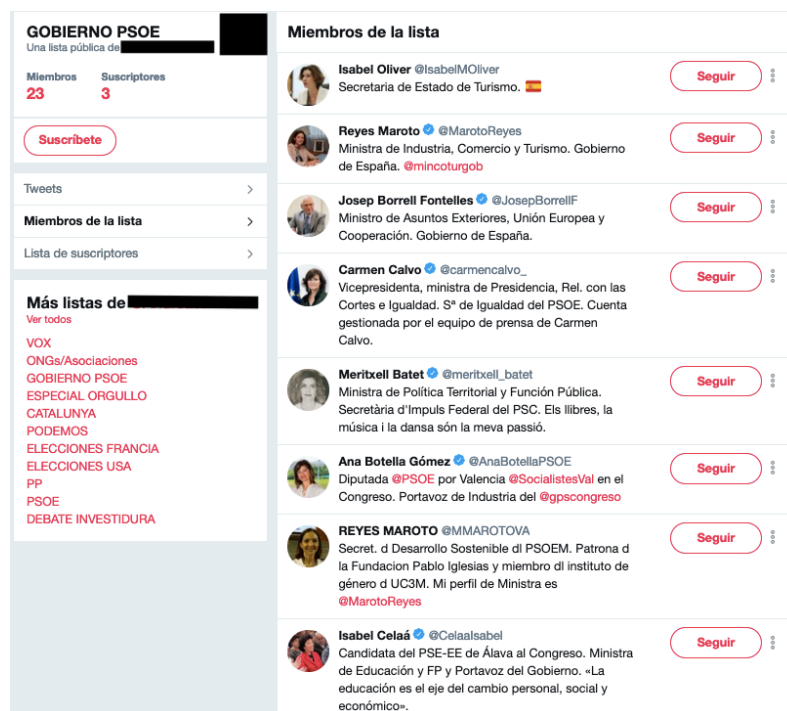 GOBIERNO PSOE
Una lista pública de
Miembros Suscriptores
23 3
Suscríbete
Tweets
Miembros de la lista
Lista de suscriptores
Más listas de
Ver todos
VOX
ONGs/Asociaciones
GOBIERNO PSOE
ESPECIAL ORGULLO
CATALUNYA
PODEMOS
ELECCIONES FRANCIA
ELECCIONES USA
PP
PSOE
DEBATE INVESTIDURA
Miembros de la lista
Isabel Oliver @IsabelMOliver
Secretaria de Estado de Turismo. 🇪🇸
Seguir
Reyes Maroto @MarotoReyes
Ministra de Industria, Comercio y Turismo. Gobierno
de España. @mincoturgob
Seguir
Josep Borrell Fontelles @JosepBorrellF
Ministro de Asuntos Exteriores, Unión Europea y
Cooperación. Gobierno de España.
Seguir
Carmen Calvo @carmencalvo_
Vicepresidenta, ministra de Presidencia, Rel. con las
Cortes e Igualdad. Sª de Igualdad del PSOE. Cuenta
gestionada por el equipo de prensa de Carmen
Calvo.
Seguir
Meritxell Batet @meritxell_batet
Ministra de Política Territorial y Función Pública.
Secretària d'Impuls Federal del PSC. Els llibres, la
música i la dansa són la meva passió.
Seguir
Ana Botella Gómez @AnaBotellaPSOE
Diputada @PSOE por Valencia @SocialistesVal en el
Congreso. Portavoz de Industria del @gpscongreso
Seguir
REYES MAROTO @MMAROTOVA
Secret. d Desarrollo Sostenible dl PSOEM. Patrona d
la Fundacion Pablo Iglesias y miembro dl instituto de
género d UC3M. Mi perfil de Ministra es
@MarotoReyes
Seguir
Isabel Celaá @CelaaIsabel
Candidata del PSE-EE de Álava al Congreso. Ministra
de Educación y FP y Portavoz del Gobierno. «La
educación es el eje del cambio personal, social y
económico».
Seguir